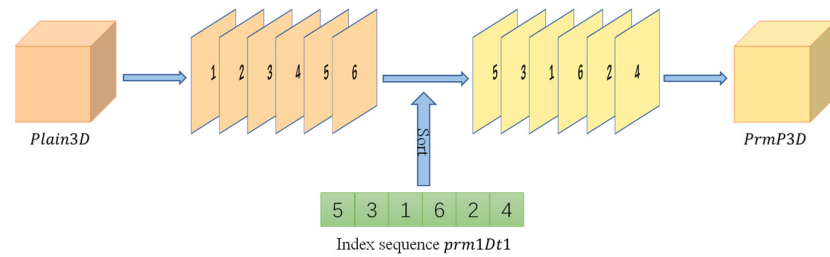 1 2 3 4 5 6
5 3 1 6 2 4
Plain3D
PrmP3D
Sort
5 3 1 6 2 4
Index sequence prm1Dt1